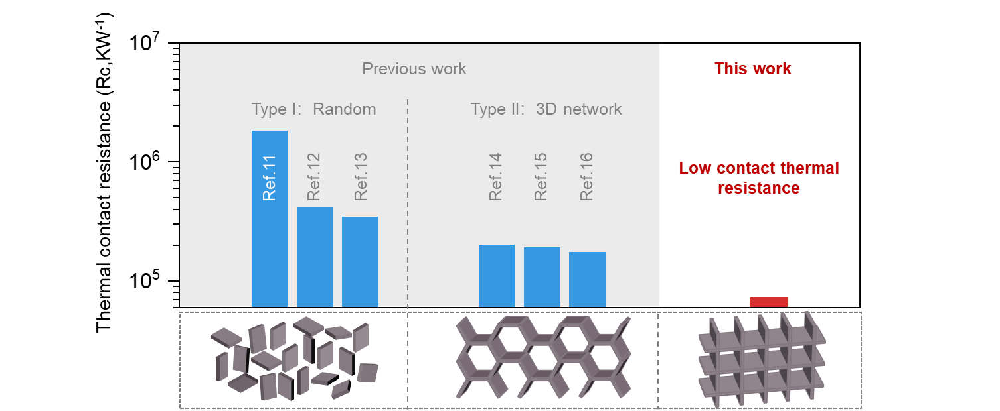 Thermal contact resistance (Rc,KW⁻¹)
10⁷
10⁶
10⁵
Previous work
This work
Type I: Random
Type II: 3D network
Ref.11
Ref.12
Ref.13
Ref.14
Ref.15
Ref.16
Low contact thermal
resistance